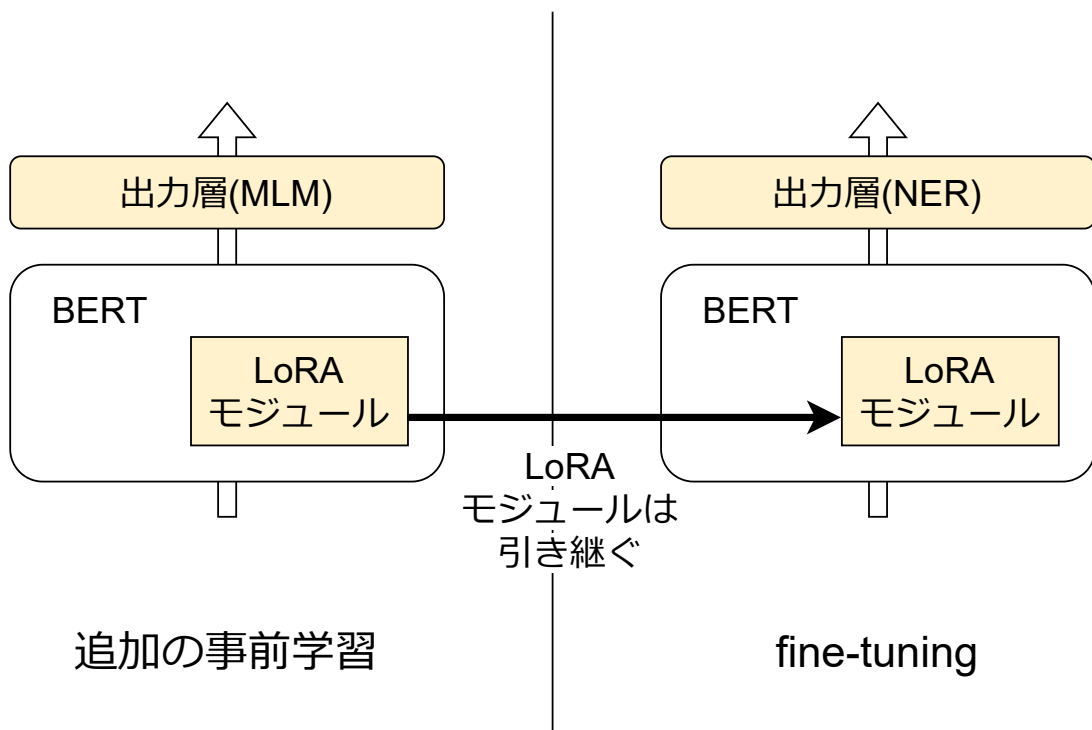 出力層(MLM)
BERT
LoRA
モジュール
追加の事前学習
LoRA
モジュールは
引き継ぐ
出力層(NER)
BERT
LoRA
モジュール
fine-tuning